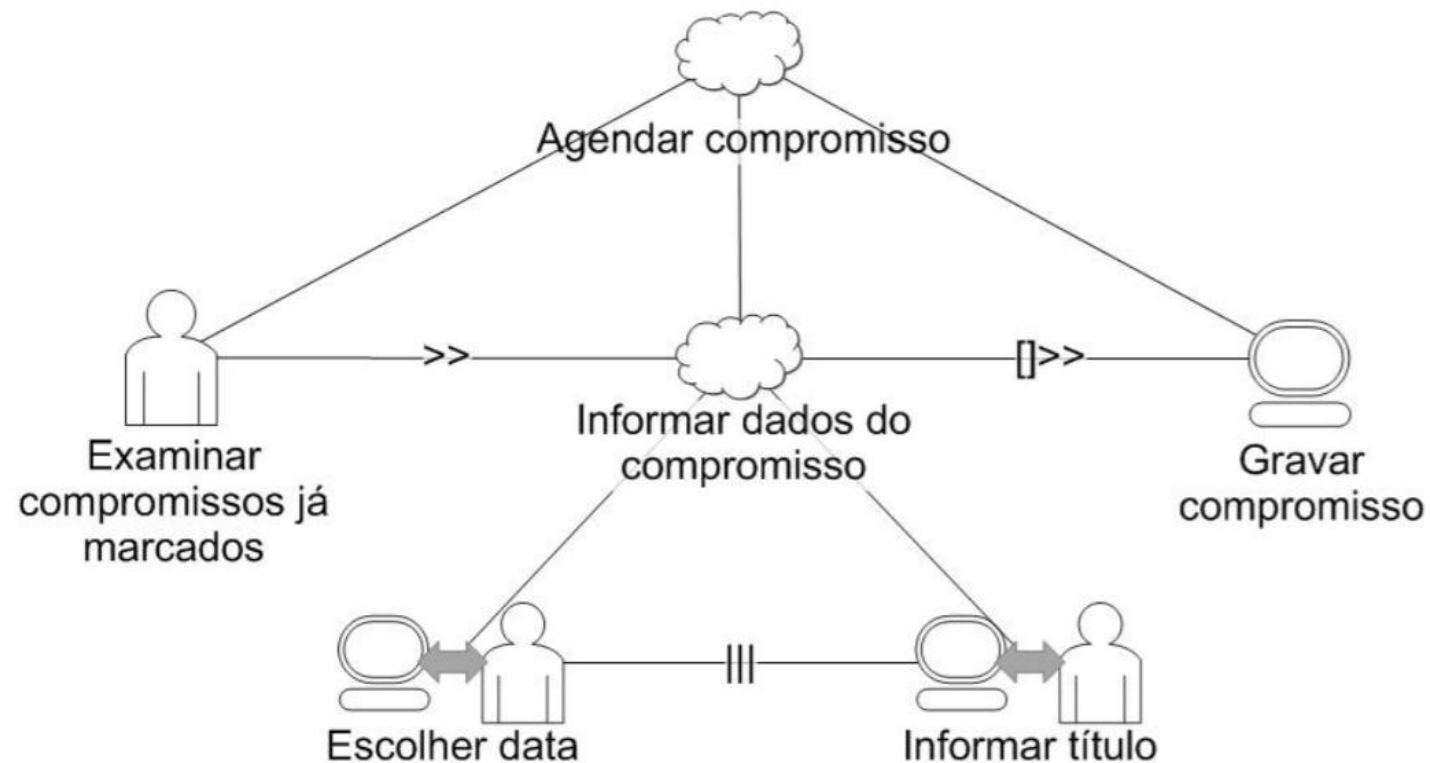 Agendar compromisso
>>
[]>>
Examinar
compromissos já
marcados
Informar dados do
compromisso
Gravar
compromisso
|||
Escolher data
Informar título